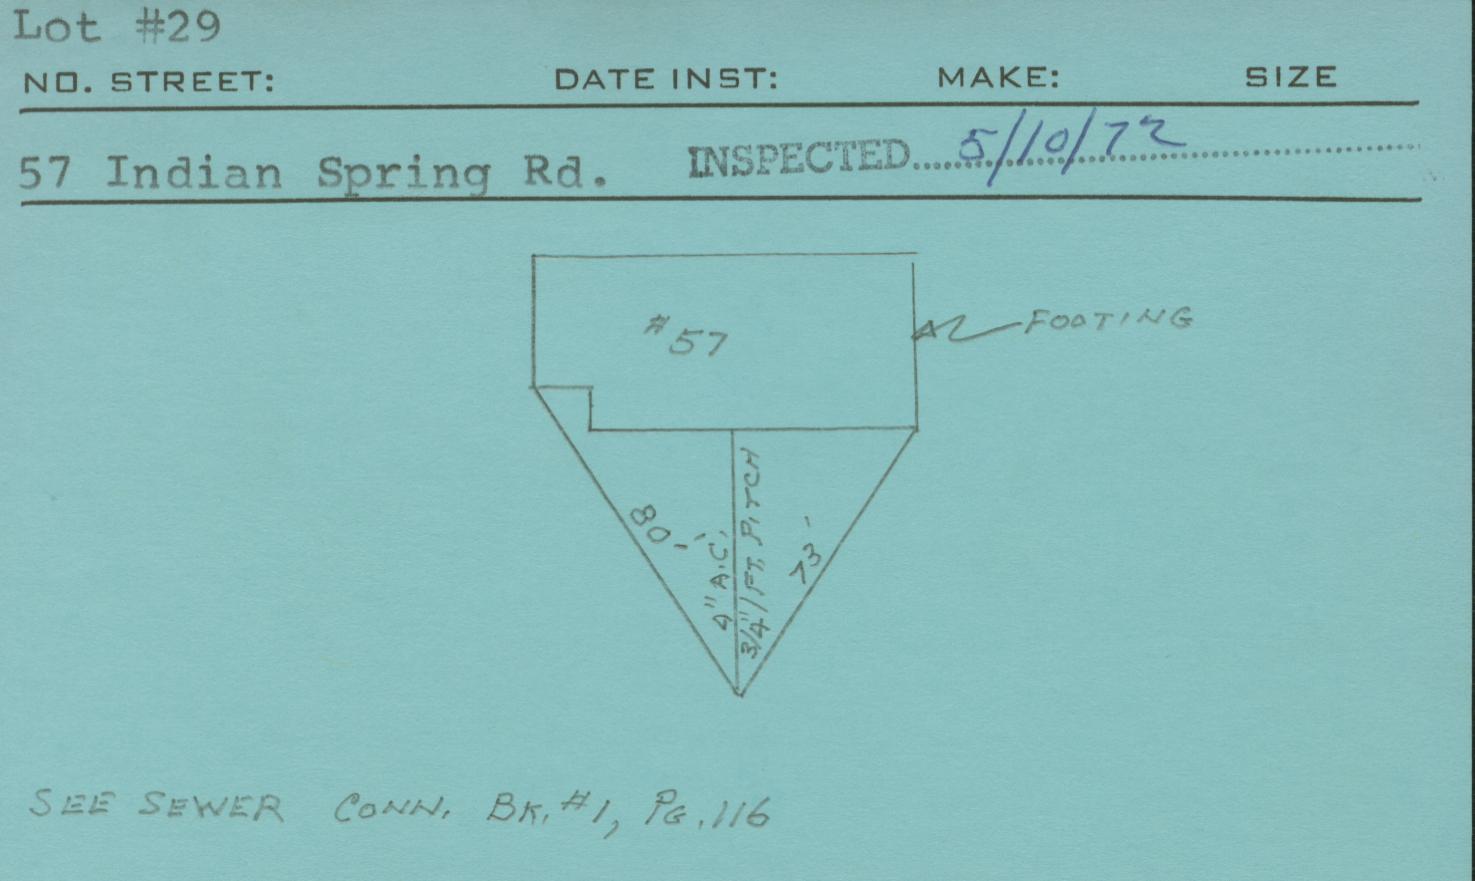 Lot #29
NO. STREET: DATE INST: MAKE: SIZE
57 Indian Spring Rd. INSPECTED 5/10/72
#57
FOOTING
80'
4" A.C.
3/4"/FT. PITCH
73'
SEE SEWER CONN. BK. #1, PG. 116